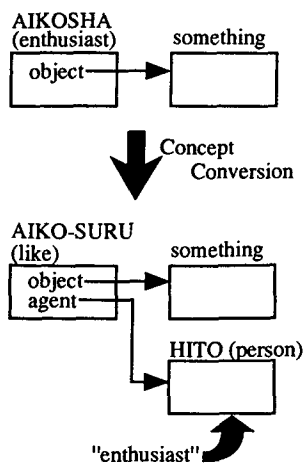 AIKOSHA
(enthusiast)
something
object
Concept
Conversion
AIKO-SURU
(like)
something
object
agent
HITO (person)
"enthusiast"